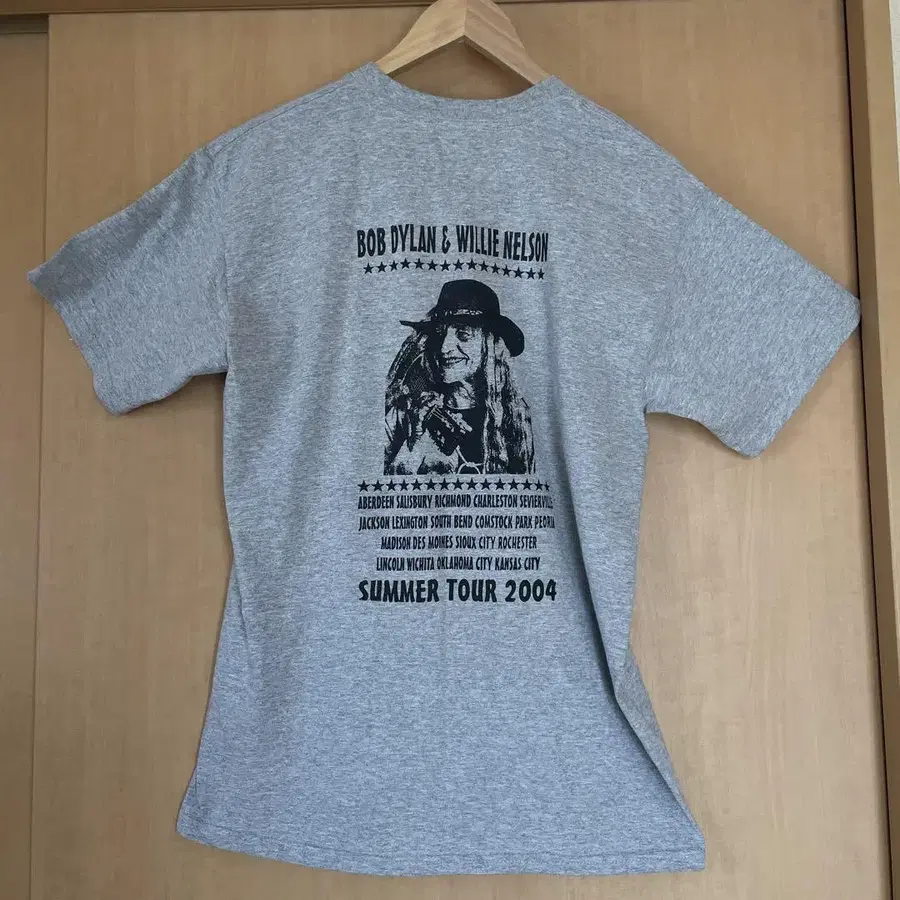 BOB DYLAN & WILLIE NELSON
ABERDEEN SALISBURY RICHMOND CHARLESTON SEVIERVILLE
JACKSON LEXINGTON SOUTH BEND COMSTOCK PARK PEORIA
MADISON DES MOINES SIOUX CITY ROCHESTER
LINCOLN WICHITA OKLAHOMA CITY KANSAS CITY
SUMMER TOUR 2004